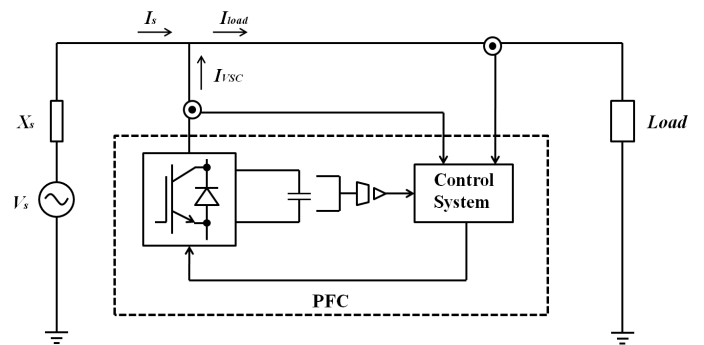 Is Iload
IVSC
Xs
Load
Vs
Control
System
PFC